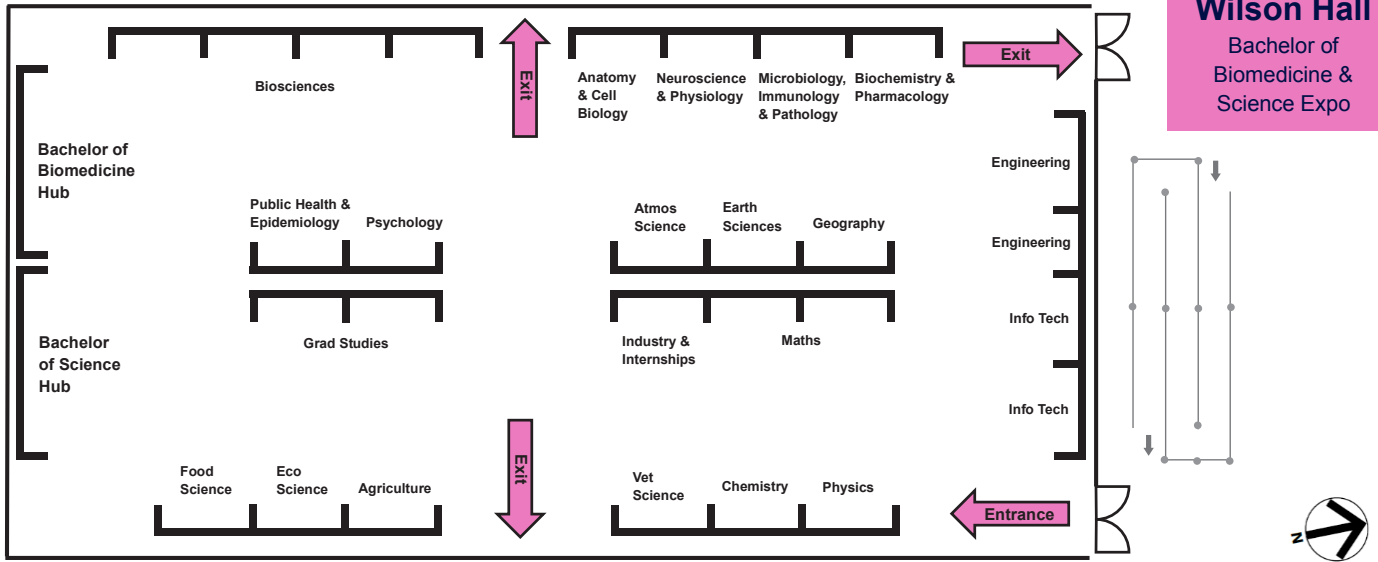 Wilson Hall
Bachelor of
Biomedicine &
Science Expo
Exit
Exit
Biosciences
Anatomy
& Cell
Biology
Neuroscience
& Physiology
Microbiology,
Immunology
& Pathology
Biochemistry &
Pharmacology
Bachelor of
Biomedicine
Hub
Engineering
Public Health &
Epidemiology
Psychology
Atmos
Science
Earth
Sciences
Geography
Engineering
Bachelor
of Science
Hub
Grad Studies
Industry &
Internships
Maths
Info Tech
Info Tech
Food
Science
Eco
Science
Agriculture
Exit
Vet
Science
Chemistry
Physics
Entrance
N